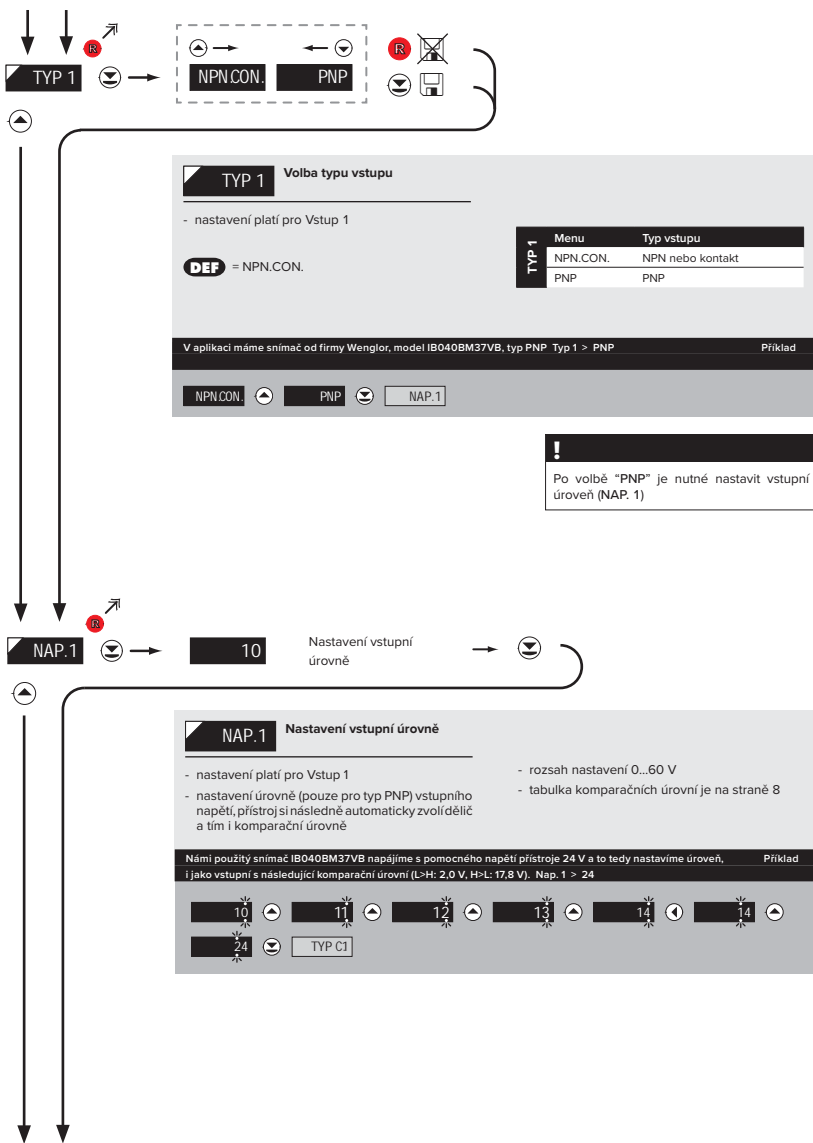 R
TYP 1
NPN.CON.
PNP
R
TYP 1
Volba typu vstupu
- nastavení platí pro Vstup 1
DEF = NPN.CON.
TYP 1
Menu Typ vstupu
NPN.CON. NPN nebo kontakt
PNP PNP
V aplikaci máme snímač od firmy Wenglor, model IB040BM37VB, typ PNP Typ 1 > PNP Příklad
NPN.CON. PNP NAP.1
!
Po volbě “PNP” je nutné nastavit vstupní
úroveň (NAP. 1)
R
NAP.1
10
Nastavení vstupní
úrovně
NAP.1
Nastavení vstupní úrovně
- nastavení platí pro Vstup 1
- nastavení úrovně (pouze pro typ PNP) vstupního
napětí, přístroj si následně automaticky zvolí dělič
a tím i komparační úrovně
- rozsah nastavení 0...60 V
- tabulka komparačních úrovní je na straně 8
Námi použitý snímač IB040BM37VB napájíme s pomocného napětí přístroje 24 V a to tedy nastavíme úroveň, Příklad
i jako vstupní s následující komparační úrovní (L>H: 2,0 V, H>L: 17,8 V). Nap. 1 > 24
10 11 12 13 14 14
24 TYP C1